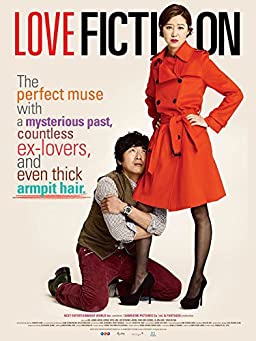 LOVE FICTION
The
perfect muse
with
a mysterious past,
countless
ex-lovers,
and
even thick
armpit hair.